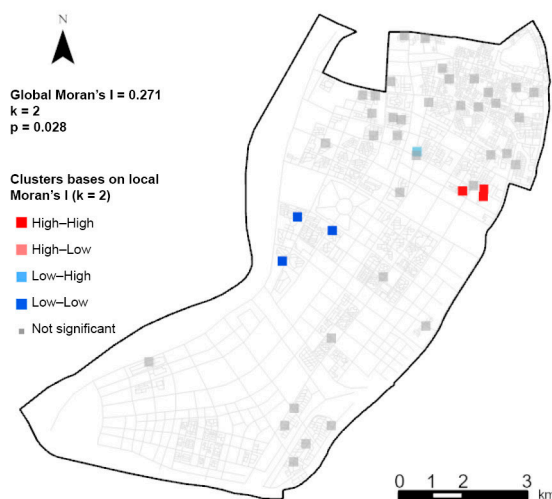 N
Global Moran's I = 0.271
k = 2
p = 0.028
Clusters bases on local
Moran's I (k = 2)
High–High
High–Low
Low–High
Low–Low
Not significant
0 1 2 3
km